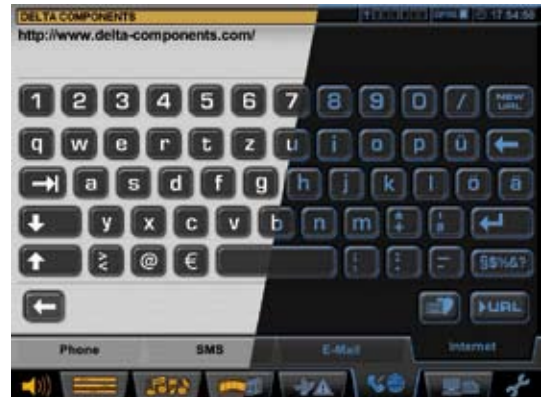 DELTA COMPONENTS 17:54:50
http://www.delta-components.com/
1 2 3 4 5 6 7 8 9 0 / NEW URL
q w e r t z u i o p ü
a s d f g h j k l ö ä
y x c v b n m
@ €
§$%&?
URL
Phone SMS E-Mail Internet